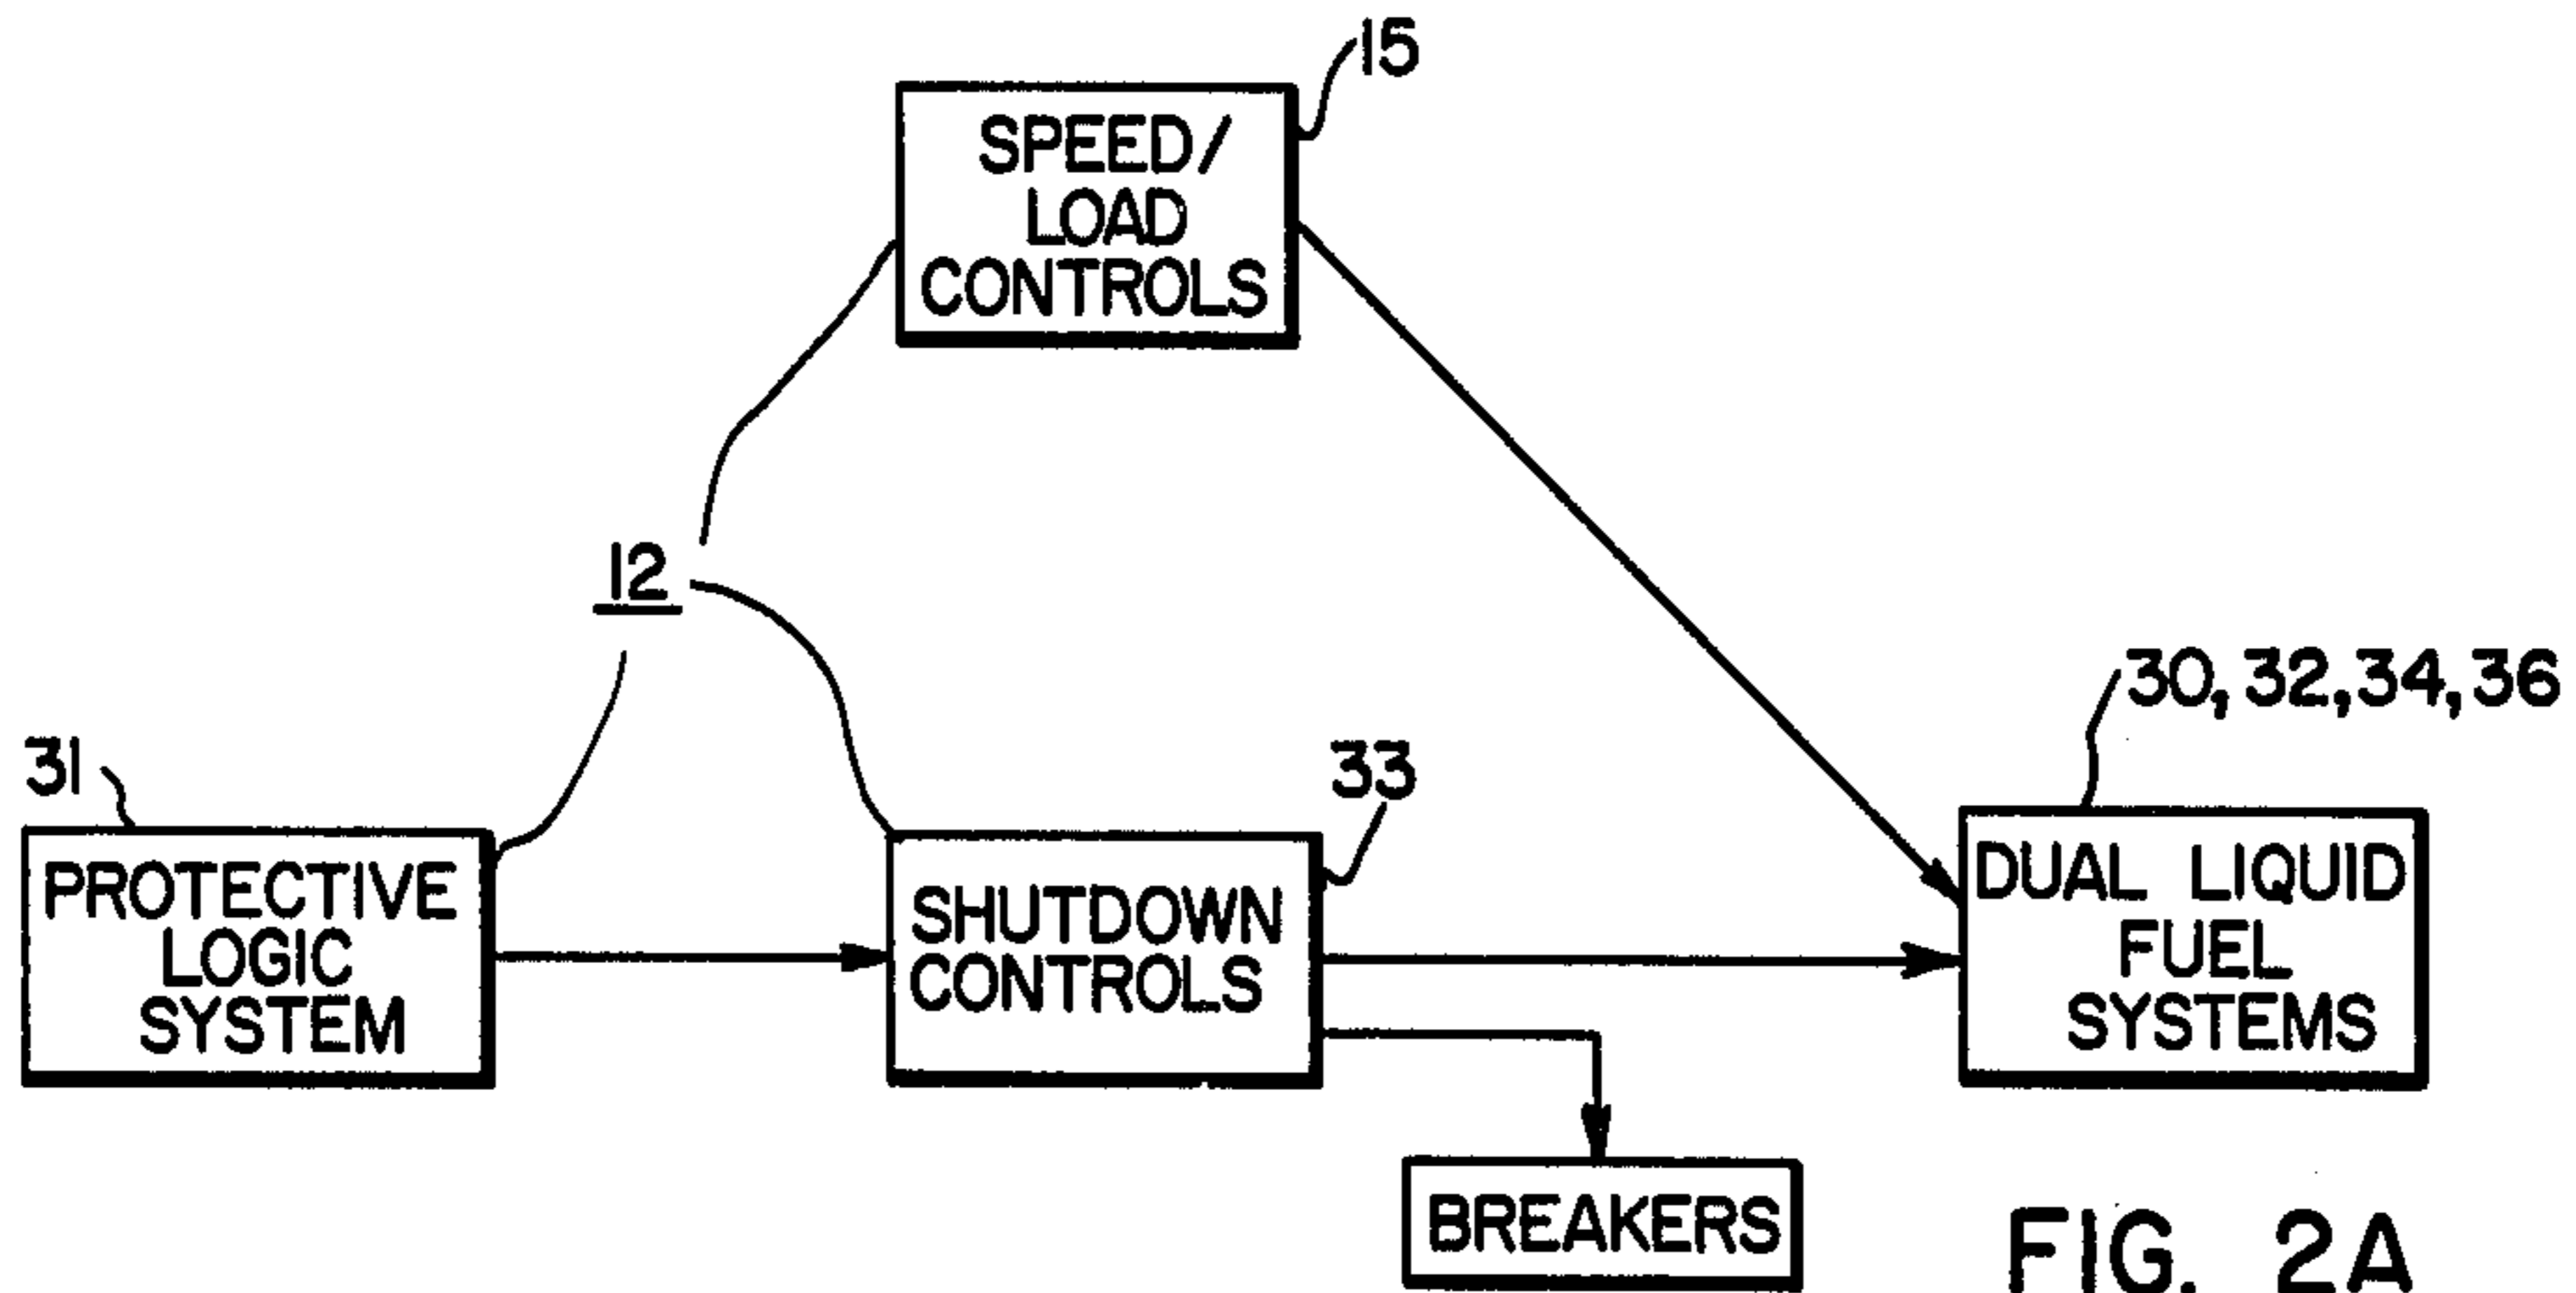 15
SPEED/
LOAD
CONTROLS
12
30, 32, 34, 36
31
33
PROTECTIVE
LOGIC
SYSTEM
SHUTDOWN
CONTROLS
DUAL LIQUID
FUEL
SYSTEMS
BREAKERS
FIG. 2A